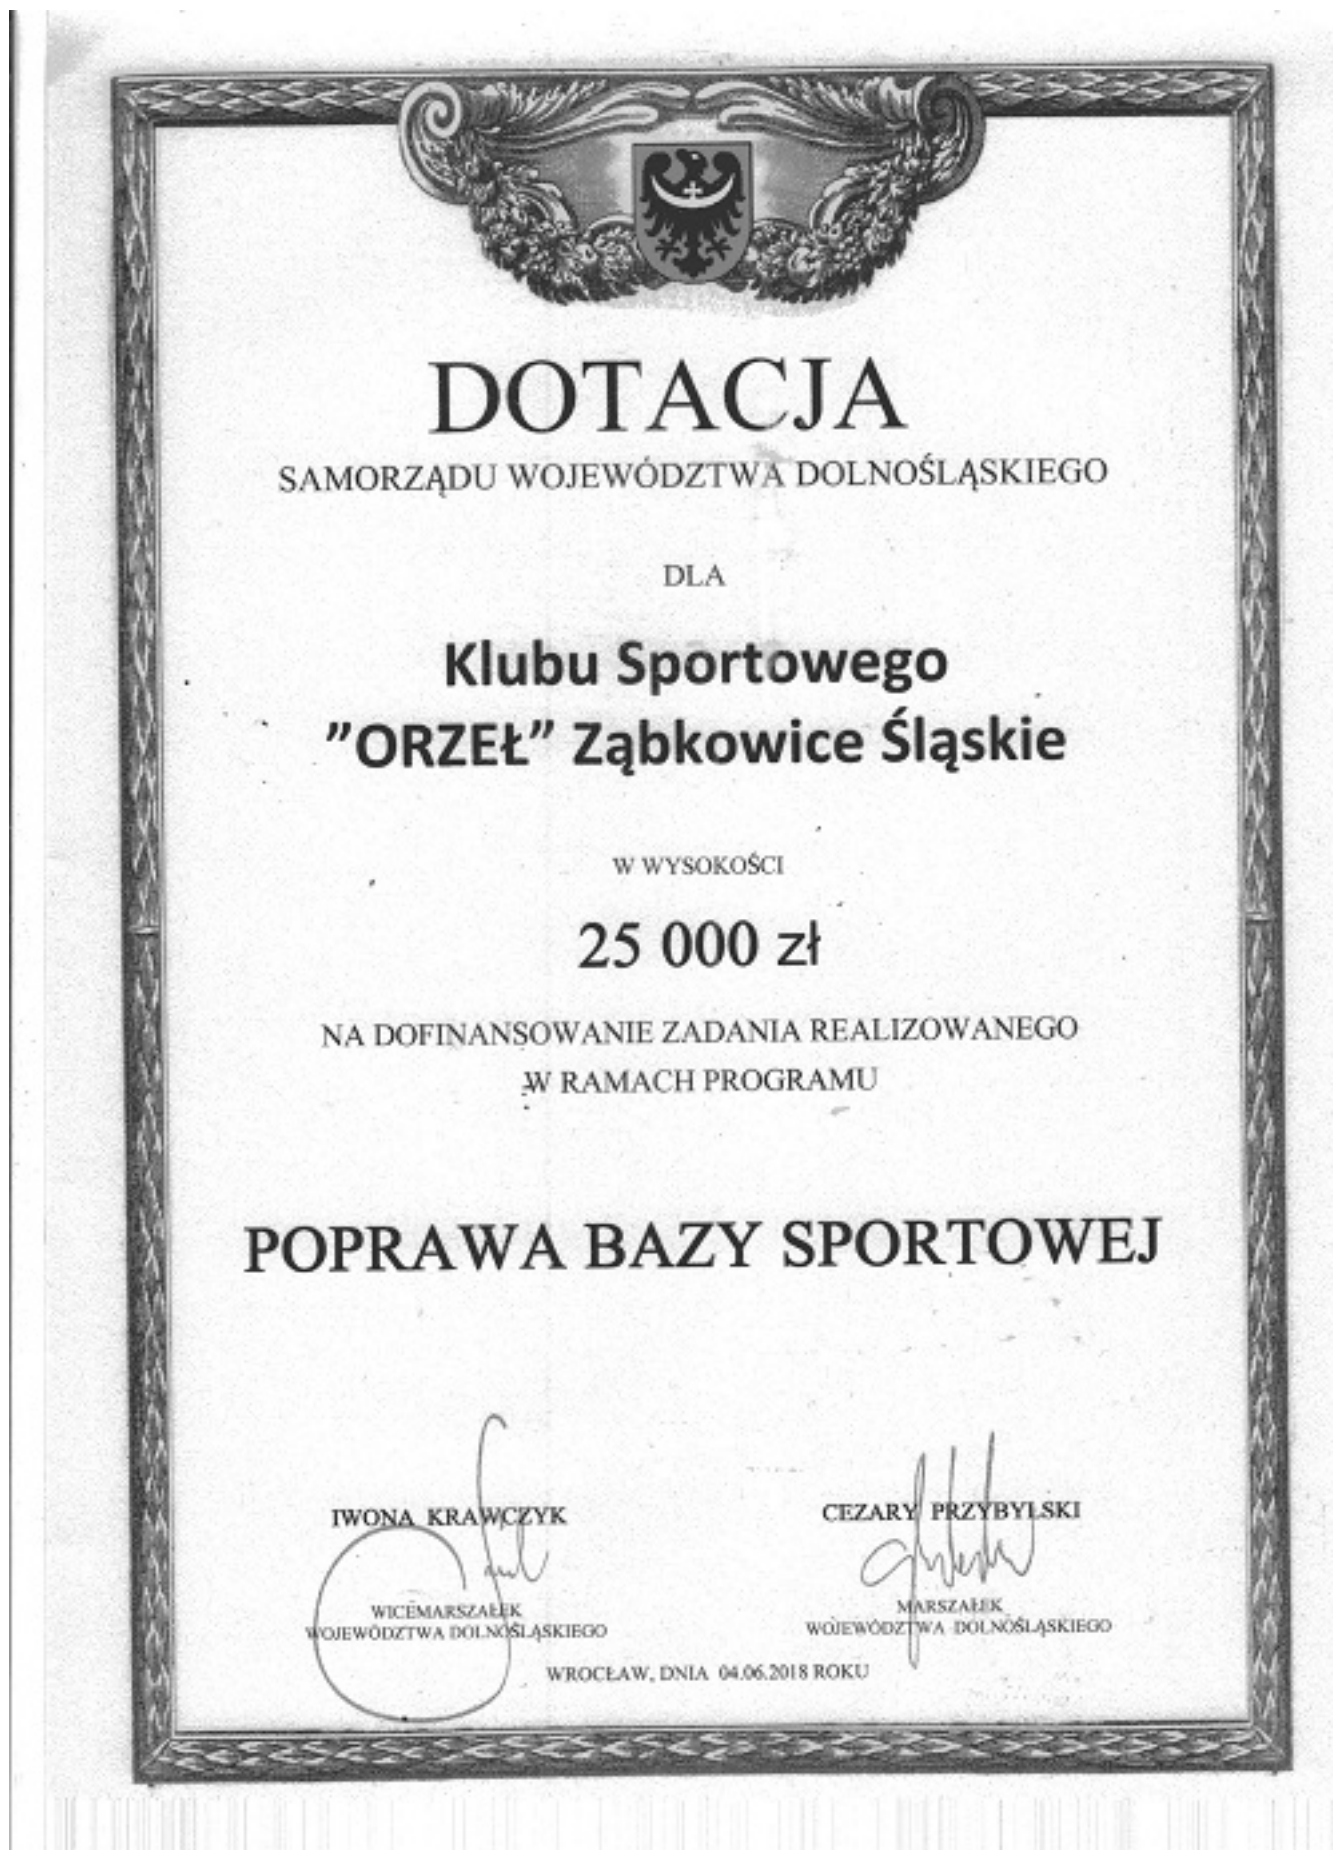 DOTACJA
SAMORZĄDU WOJEWÓDZTWA DOLNOŚLĄSKIEGO
DLA
Klubu Sportowego
”ORZEŁ” Ząbkowice Śląskie
W WYSOKOŚCI
25 000 zł
NA DOFINANSOWANIE ZADANIA REALIZOWANEGO
W RAMACH PROGRAMU
POPRAWA BAZY SPORTOWEJ
IWONA KRAWCZYK
WICEMARSZAŁEK
WOJEWÓDZTWA DOLNOŚLĄSKIEGO
CEZARY PRZYBYLSKI
MARSZAŁEK
WOJEWÓDZTWA DOLNOŚLĄSKIEGO
WROCŁAW, DNIA 04.06.2018 ROKU